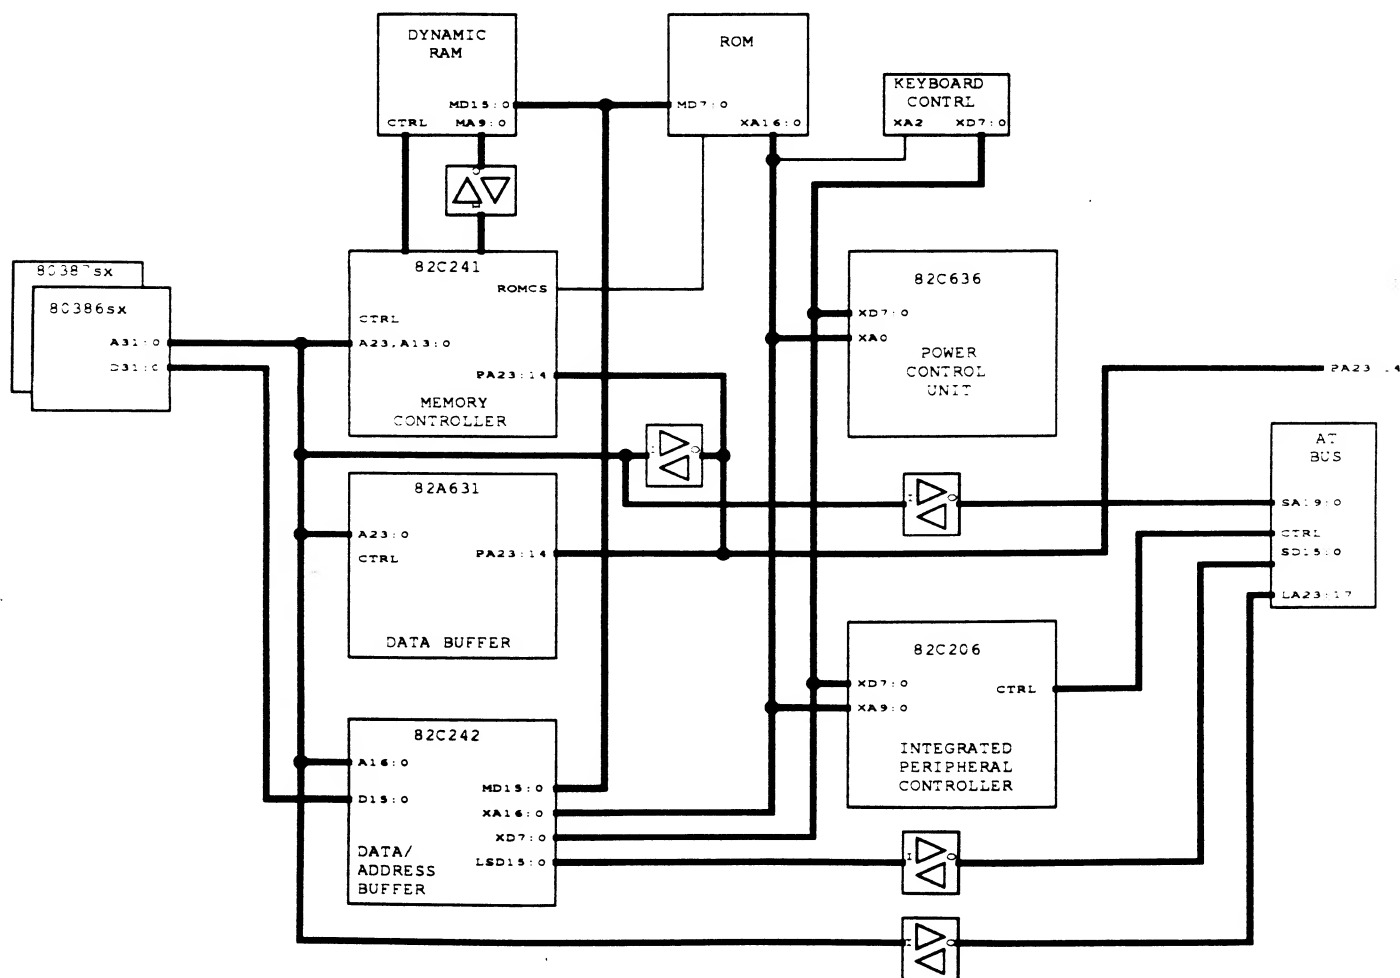 DYNAMIC
RAM
MD15:0
CTRL MA9:0
ROM
MD7:0
XA16:0
KEYBOARD
CONTRL
XA2 XD7:0
80387sx
80386sx
A31:0
D31:0
82C241
ROMCS
CTRL
A23,A13:0
PA23:14
MEMORY
CONTROLLER
82C636
XD7:0
XA0
POWER
CONTROL
UNIT
AT
BUS
SA19:0
CTRL
SD15:0
LA23:17
82A631
A23:0
CTRL
PA23:14
DATA BUFFER
82C206
XD7:0
CTRL
XA9:0
INTEGRATED
PERIPHERAL
CONTROLLER
82C242
A16:0
D15:0
MD15:0
XA16:0
XD7:0
LSD15:0
DATA/
ADDRESS
BUFFER
I O
I O
I O